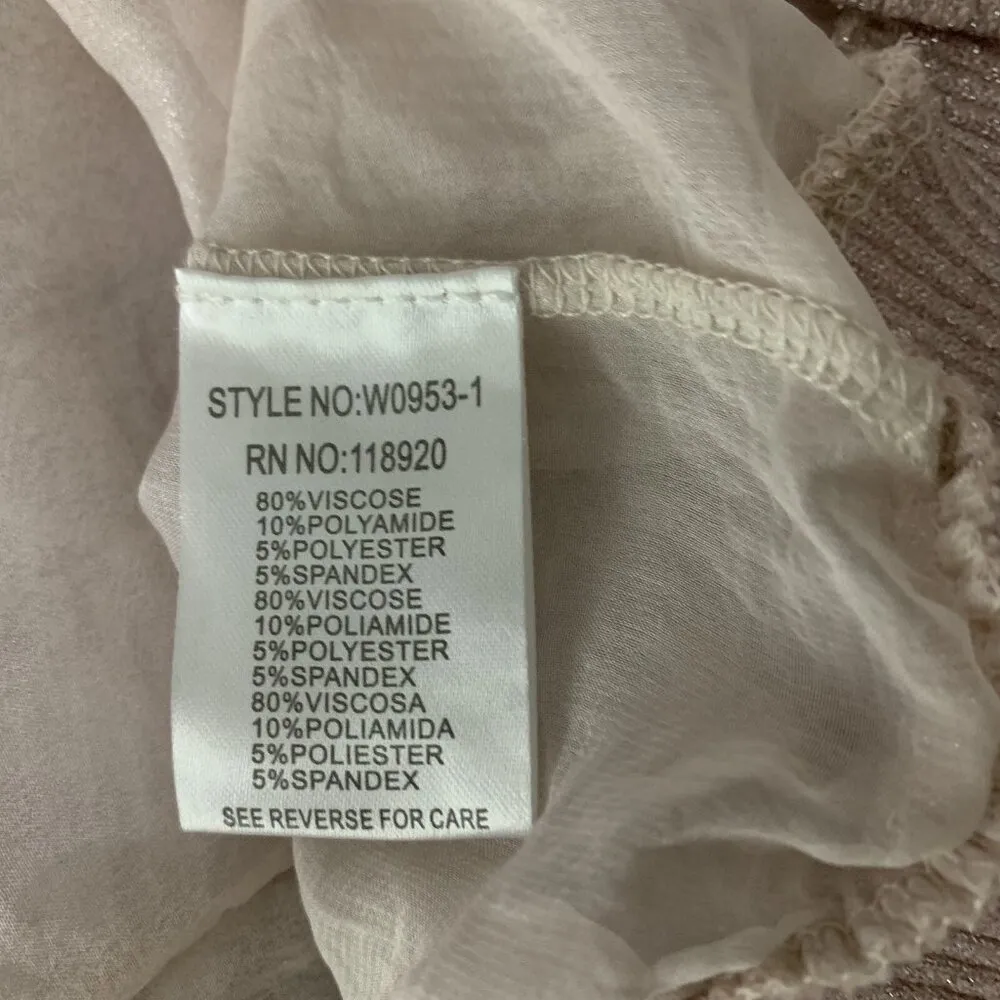 STYLE NO:W0953-1
RN NO:118920
80%VISCOSE
10%POLYAMIDE
5%POLYESTER
5%SPANDEX
80%VISCOSE
10%POLIAMIDE
5%POLYESTER
5%SPANDEX
80%VISCOSA
10%POLIAMIDA
5%POLIESTER
5%SPANDEX
SEE REVERSE FOR CARE